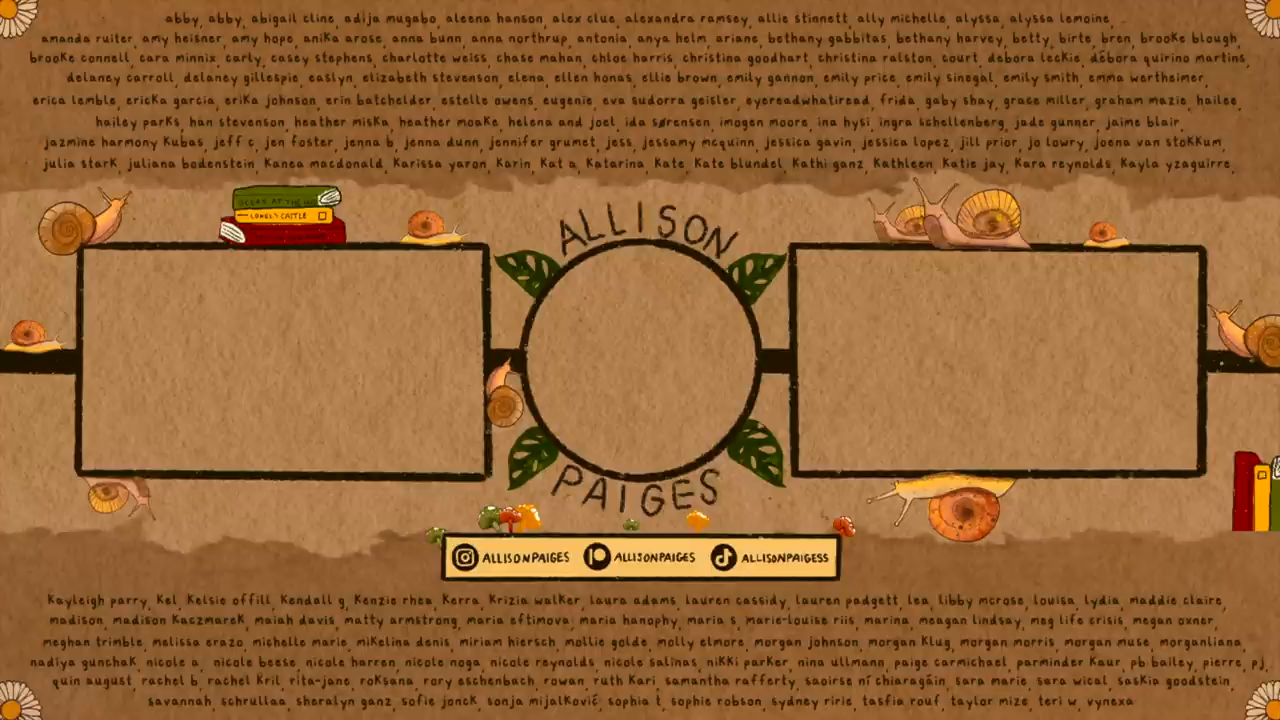 abby, abby, abigail cline, adija mugabo, aleena hanson, alex clue, alexandra ramsey, allie stinnett, ally michelle, alyssa, alyssa lemoine,
amanda ruiter, amy heisner, amy hope, anika arose, anna bunn, anna northrup, antonia, anya helm, ariane, bethany gabbitas, bethany harvey, betty, birte, bren, brooke blough,
brooke connell, cara minnix, carly, casey stephens, charlotte weiss, chase mahan, chloe harris, christina goodhart, christina ralston, court, debora leckie, débora quirino martins,
delaney carroll, delaney gillespie, easlyn, elizabeth stevenson, elena, ellen honas, ellie brown, emily gannon, emily price, emily sinegal, emily smith, emma wertheimer,
erica lemble, ericka garcia, erika johnson, erin batchelder, estelle owens, eugenie, eva sudorra geisler, eyereadwhatiread, frida, gaby shay, grace miller, graham mazie, hailee,
hailey parks, han stevenson, heather miska, heather moake, helena and joel, ida sørensen, imogen moore, ina hysi, ingra schellenberg, jade gunner, jaime blair,
jazmine harmony kubas, jeff c, jen foster, jenna b, jenna dunn, jennifer grumet, jess, jessamy mcquinn, jessica gavin, jessica lopez, jill prior, jo lowry, joena van stokkum,
julia stark, juliana bodenstein, kanea macdonald, karissa yaron, karin, kat a, katarina, kate, kate blundel, kathi ganz, kathleen, katie jay, kara reynolds, kayla yzaguirre,
OCEAN AT THE
LONELY CASTLE
ALLISON
PAIGES
ALLISONPAIGES ALLISONPAIGES ALLISONPAIGESS
kayleigh parry, kel, kelsie offill, kendall g, kenzie rhea, kerra, krizia walker, laura adams, lauren cassidy, lauren padgett, lea, libby mcrose, louisa, lydia, maddie claire,
madison, madison kaczmarek, maiah davis, matty armstrong, maria eftimova, maria hanophy, maria s, marie-louise riis, marina, meagan lindsay, meg life crisis, megan oxner,
meghan trimble, melissa erazo, michelle marie, mikelina denis, miriam hiersch, mollie golde, molly elmore, morgan johnson, morgan klug, morgan morris, morgan muse, morganliana,
nadiya gunchak, nicole a, nicole beese, nicole harren, nicole noga, nicole reynolds, nicole salinas, nikki parker, nina ullmann, paige carmichael, parminder kaur, pb bailey, pierre, pj,
quin august, rachel b, rachel kril, rita-jane, roksana, rory eschenbach, rowan, ruth kari, samantha rafferty, saoirse ní chiaragáin, sara marie, sara wical, saskia goodstein,
savannah, schrullaa, sheralyn ganz, sofie jonck, sonja mijalković, sophia t, sophie robson, sydney ririe, tasfia rouf, taylor mize, teri w, vynexa